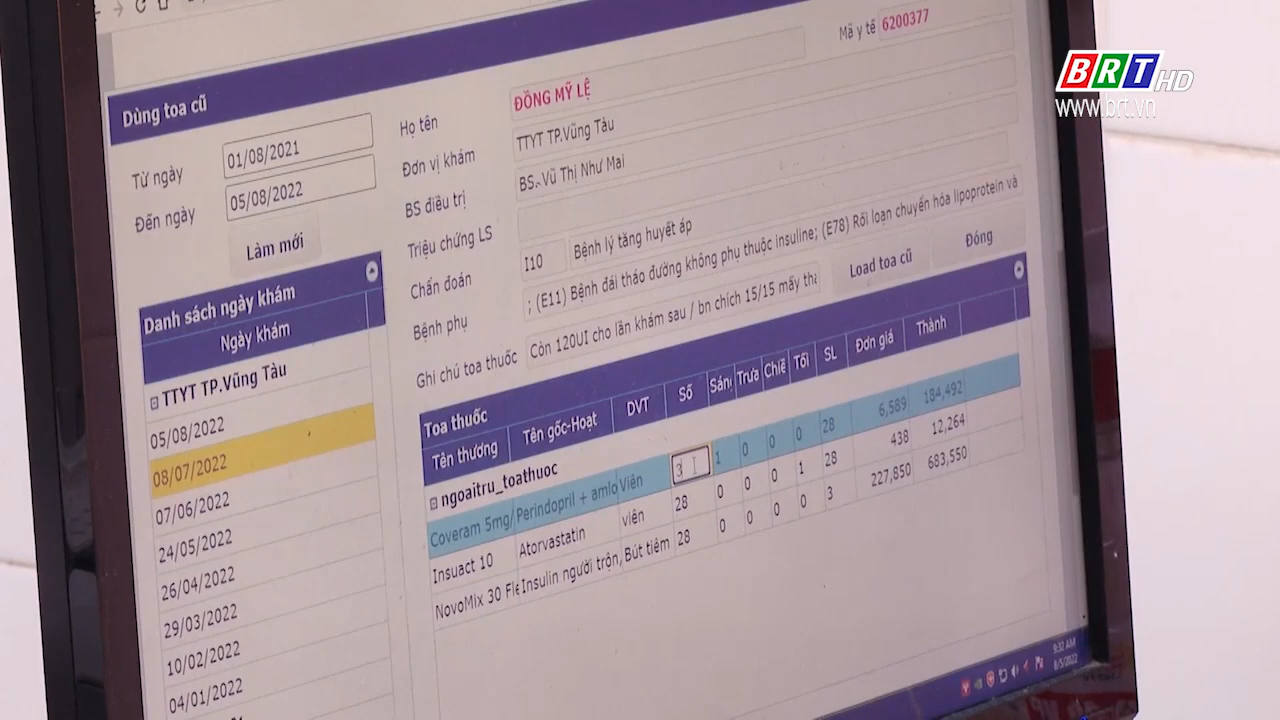 BRT HD
www.brt.vn
Dùng toa cũ
Từ ngày 01/08/2021
Đến ngày 05/08/2022
Làm mới
Danh sách ngày khám
Ngày khám
TTYT TP.Vũng Tàu
05/08/2022
08/07/2022
07/06/2022
24/05/2022
26/04/2022
29/03/2022
10/02/2022
04/01/2022
Mã y tế 6200377
Họ tên ĐỒNG MỸ LỆ
Đơn vị khám TTYT TP.Vũng Tàu
BS điều trị BS. Vũ Thị Như Mai
Triệu chứng LS
Chẩn đoán I10 Bệnh lý tăng huyết áp
Bệnh phụ ; (E11) Bệnh đái tháo đường không phụ thuộc insuline; (E78) Rối loạn chuyển hóa lipoprotein và
Ghi chú toa thuốc Còn 120UI cho lần khám sau / bn chích 15/15 mấy tha
Load toa cũ Đóng
Toa thuốc
Tên thương Tên gốc-Hoạt DVT Số Sáng Trưa Chiề Tối SL Đơn giá Thành
ngoaitru_toathuoc
Coveram 5mg/ Perindopril + amlo Viên 3 1 0 0 0 28 6,589 184,492
Insuact 10 Atorvastatin viên 28 0 0 0 1 28 438 12,264
NovoMix 30 Fle Insulin người trộn, Bút tiêm 28 0 0 0 0 3 227,850 683,550
9:32 AM
8/5/2022